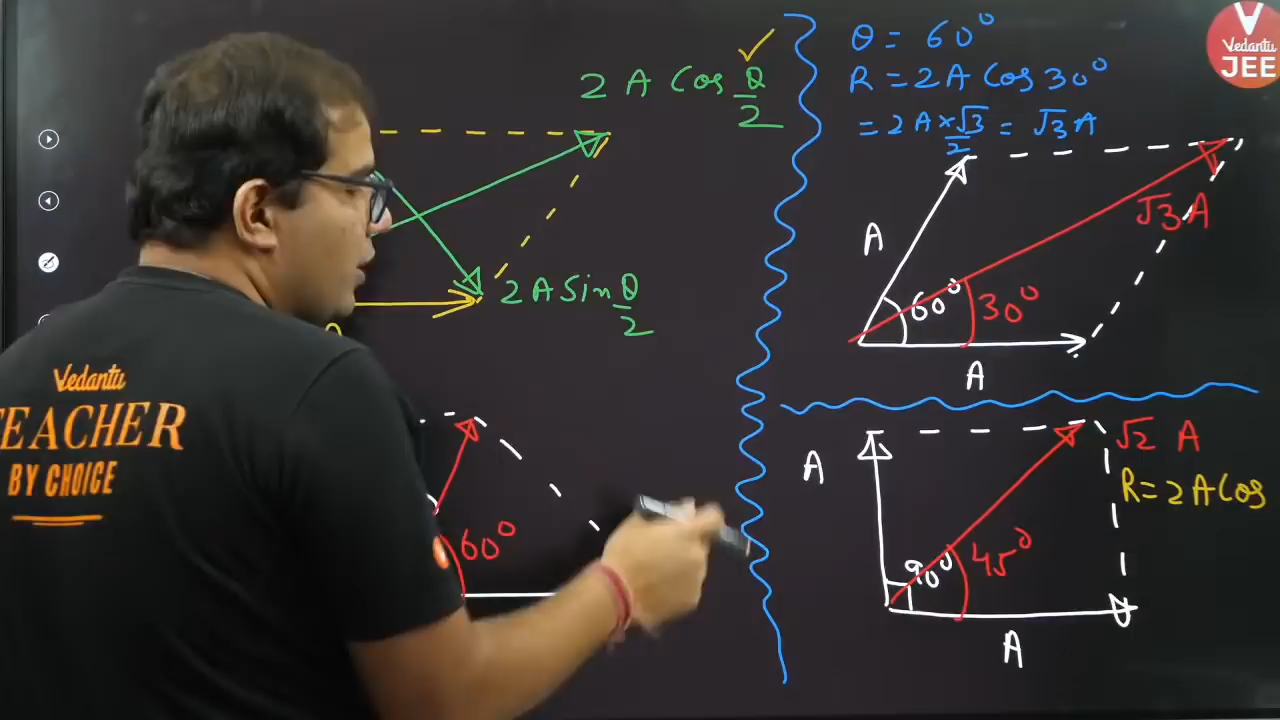 2 A Cos θ/2
2 A Sin θ/2
60°
θ = 60°
R = 2 A Cos 30°
= 2 A × √3/2 = √3 A
A
√3 A
60°
30°
A
A
√2 A
R = 2 A Cos
90°
45°
A
Vedantu
JEE
Vedantu
TEACHER
BY CHOICE